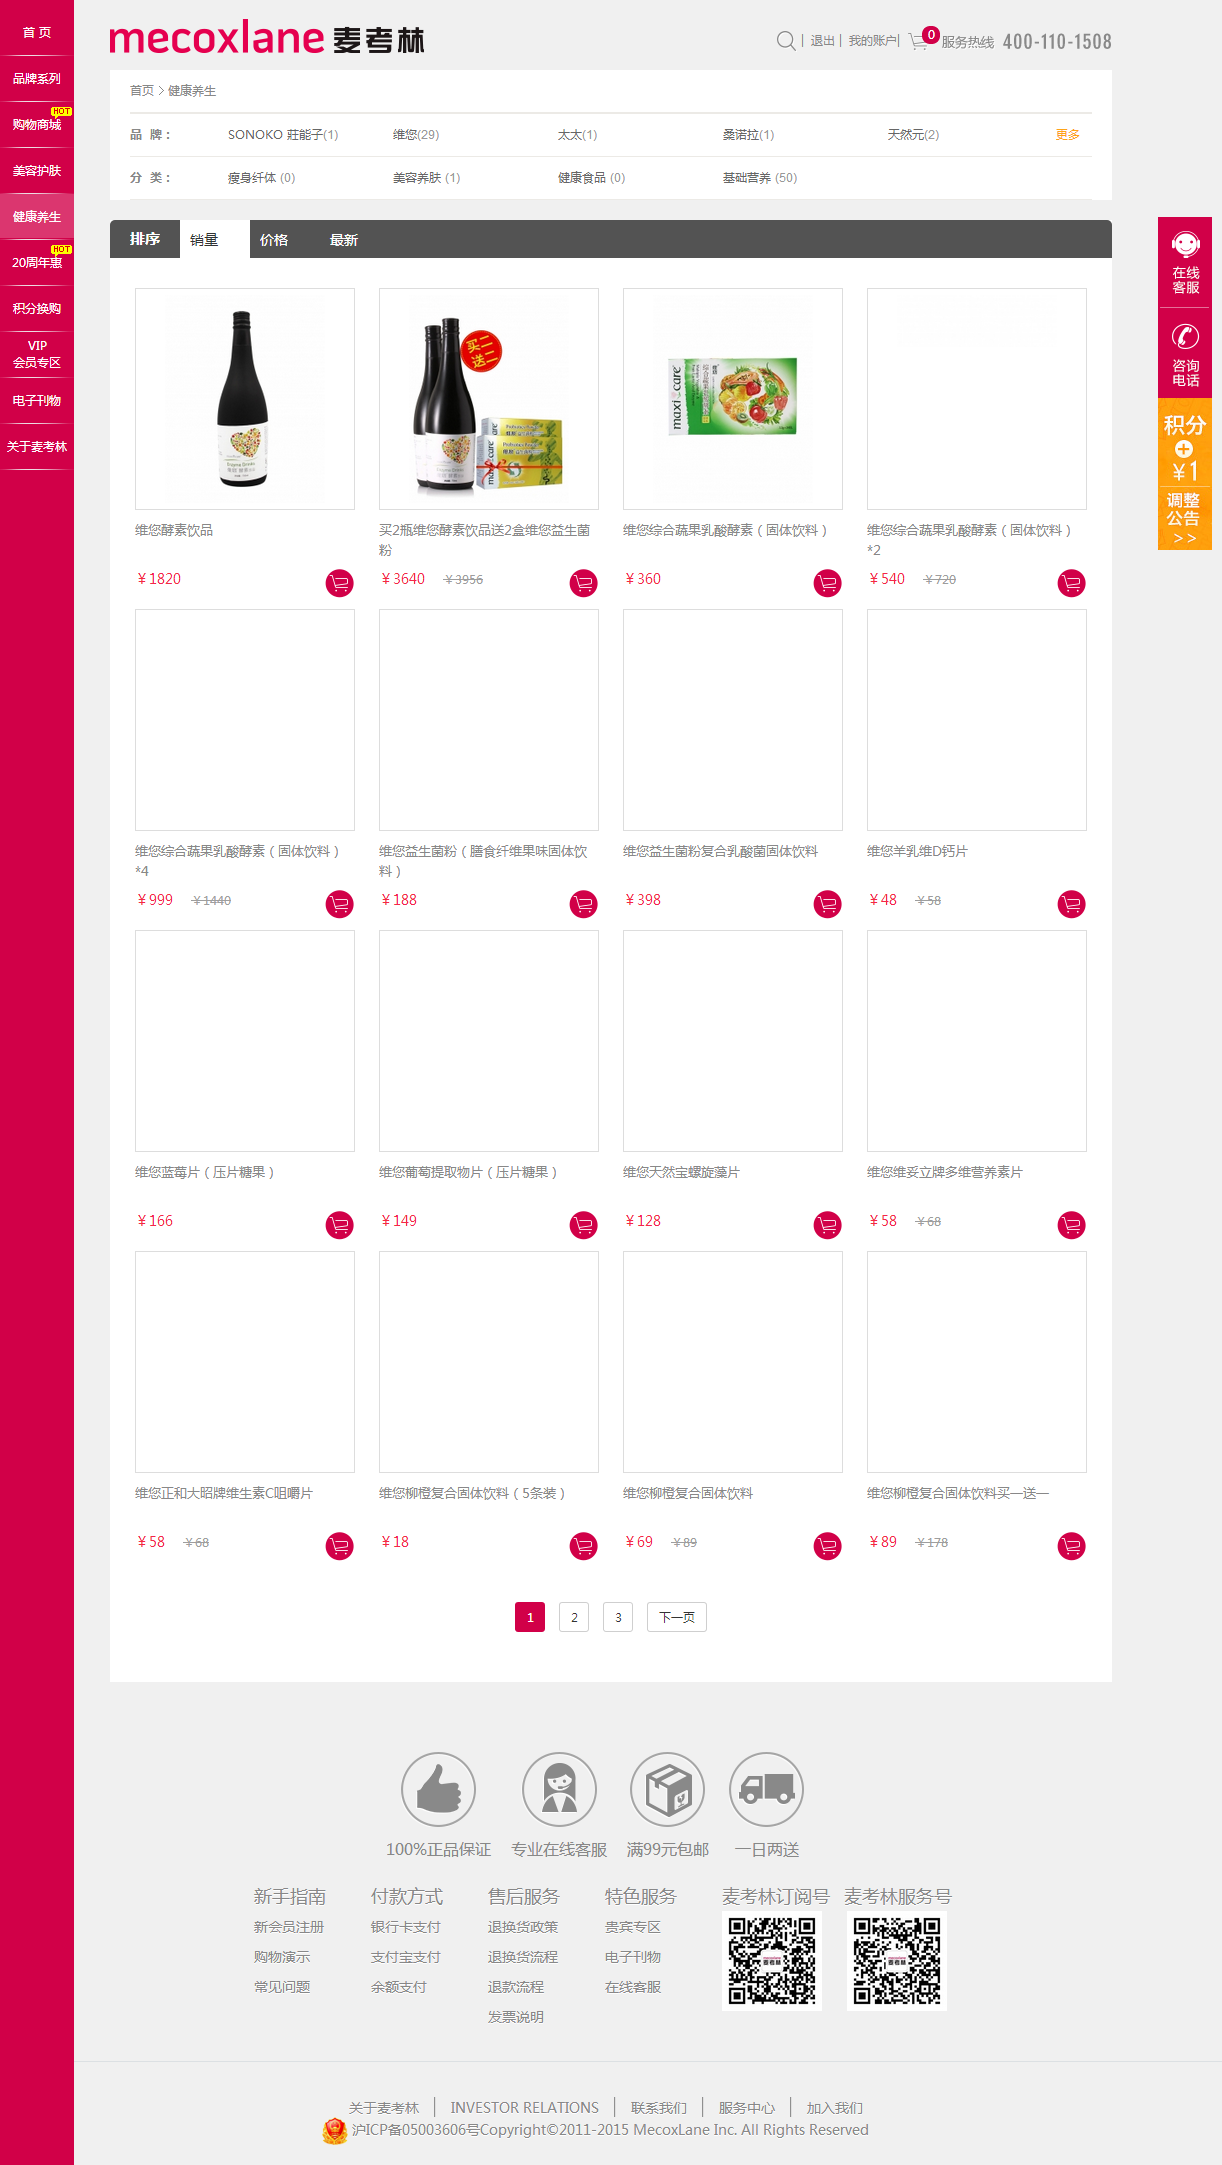 首 页
品牌系列
HOT
购物商城
美容护肤
健康养生
HOT
20周年惠
积分换购
VIP
会员专区
电子刊物
关于麦考林
mecoxlane 麦考林
| 退出 | 我的账户| 0 服务热线 400-110-1508
首页 > 健康养生
品 牌： SONOKO 莊能子(1) 维您(29) 太太(1) 桑诺拉(1) 天然元(2) 更多
分 类： 瘦身纤体 (0) 美容养肤 (1) 健康食品 (0) 基础营养 (50)
排序 销量 价格 最新
买二
送二
maxi care
维您酵素饮品
买2瓶维您酵素饮品送2盒维您益生菌
粉
维您综合蔬果乳酸酵素（固体饮料）
维您综合蔬果乳酸酵素（固体饮料）
*2
￥1820
￥3640 ￥3956
￥360
￥540 ￥720
维您综合蔬果乳酸酵素（固体饮料）
*4
维您益生菌粉（膳食纤维果味固体饮
料）
维您益生菌粉复合乳酸菌固体饮料
维您羊乳维D钙片
￥999 ￥1440
￥188
￥398
￥48 ￥58
维您蓝莓片（压片糖果）
维您葡萄提取物片（压片糖果）
维您天然宝螺旋藻片
维您维妥立牌多维营养素片
￥166
￥149
￥128
￥58 ￥68
维您正和大昭牌维生素C咀嚼片
维您柳橙复合固体饮料（5条装）
维您柳橙复合固体饮料
维您柳橙复合固体饮料买一送一
￥58 ￥68
￥18
￥69 ￥89
￥89 ￥178
1 2 3 下一页
在线
客服
咨询
电话
积分
+
￥1
调整
公告
>>
100%正品保证 专业在线客服 满99元包邮 一日两送
新手指南 付款方式 售后服务 特色服务 麦考林订阅号 麦考林服务号
新会员注册 银行卡支付 退换货政策 贵宾专区
购物演示 支付宝支付 退换货流程 电子刊物
常见问题 余额支付 退款流程 在线客服
发票说明
关于麦考林 | INVESTOR RELATIONS | 联系我们 | 服务中心 | 加入我们
沪ICP备05003606号Copyright©2011-2015 MecoxLane Inc. All Rights Reserved